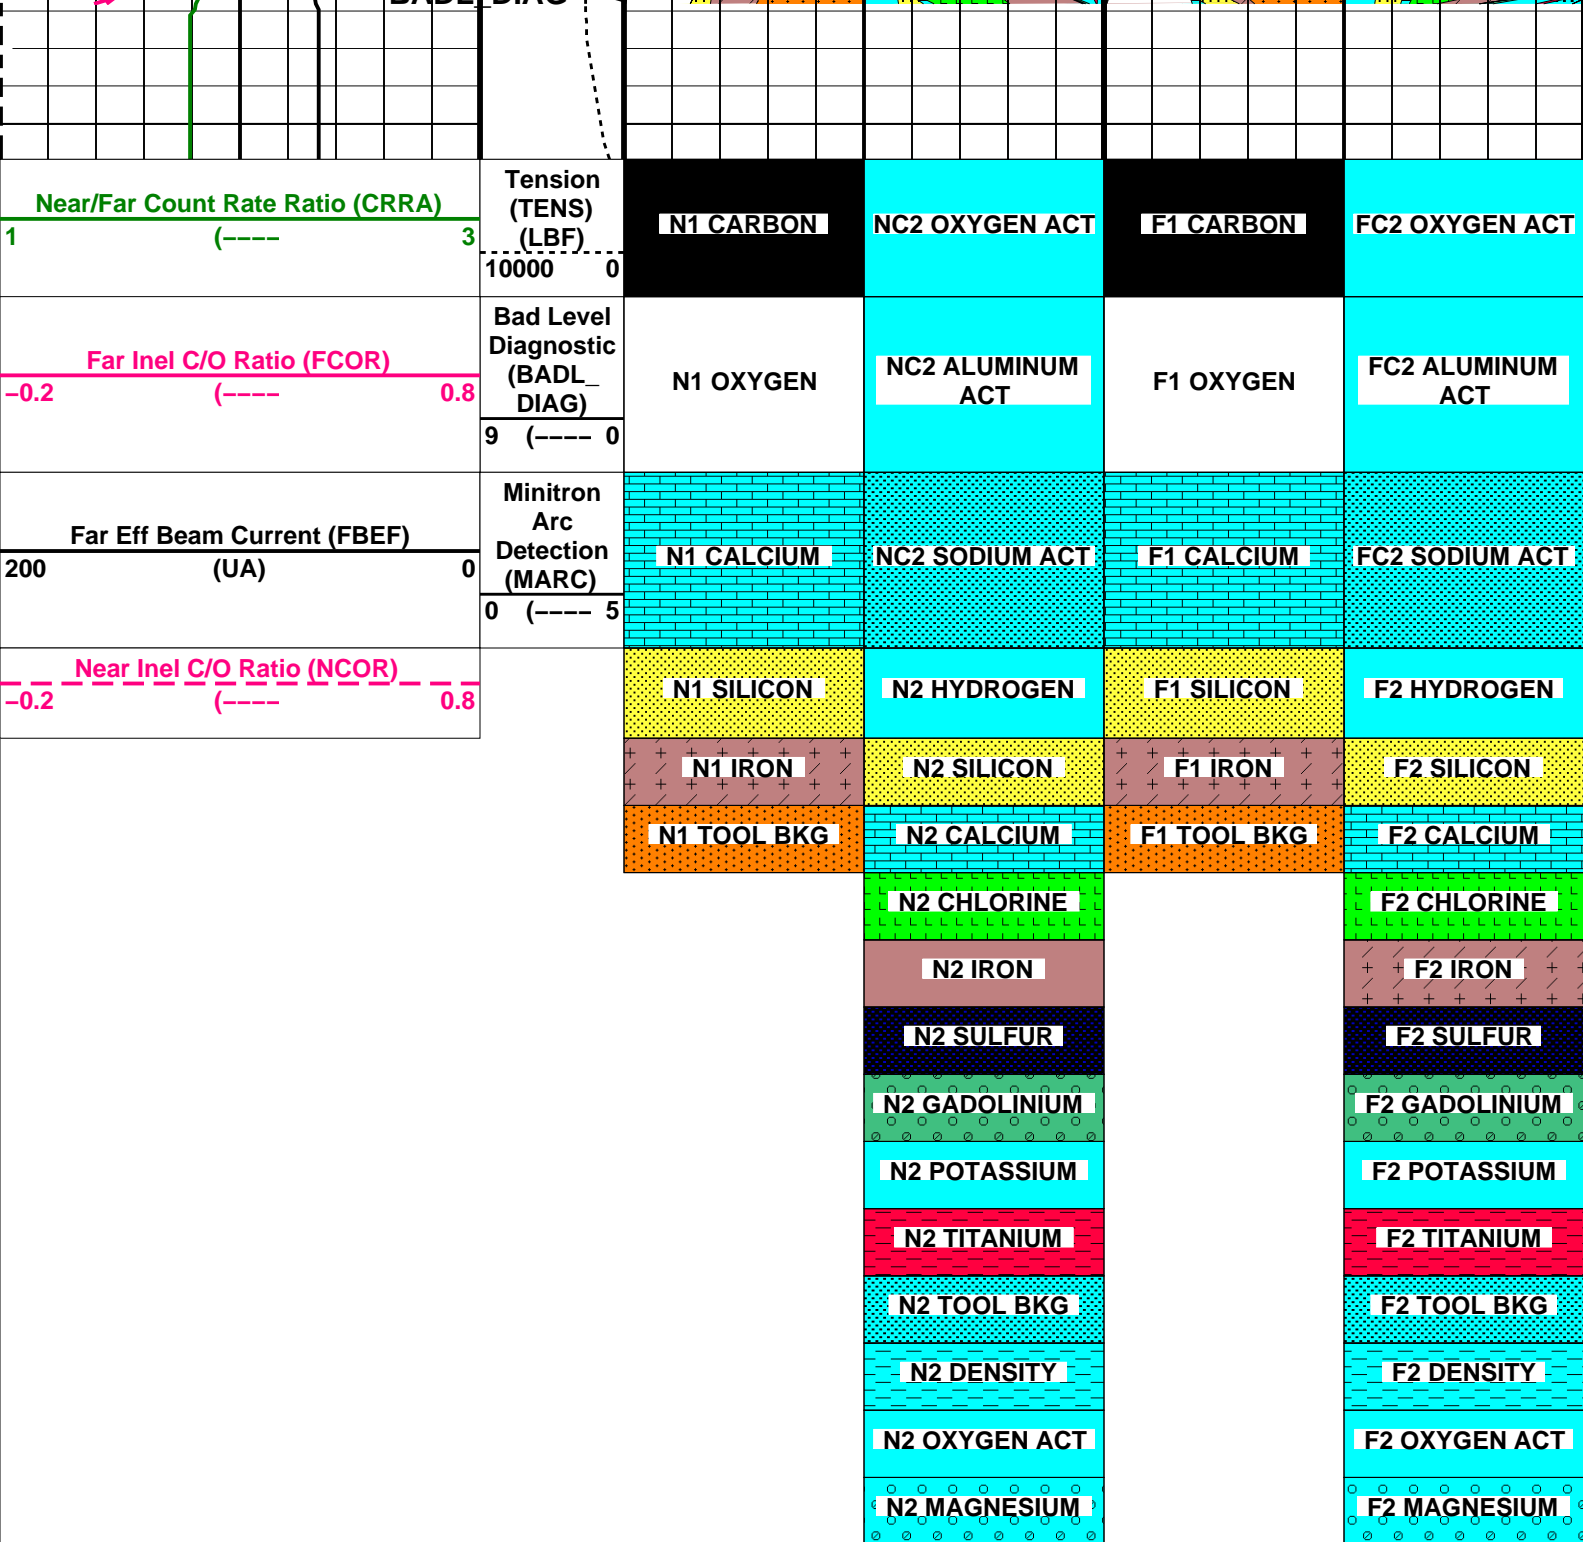 BADL_DIAG
Near/Far Count Rate Ratio (CRRA)
1 (---- 3
Tension
(TENS)
(LBF)
10000 0
N1 CARBON
NC2 OXYGEN ACT
F1 CARBON
FC2 OXYGEN ACT
Far Inel C/O Ratio (FCOR)
−0.2 (---- 0.8
Bad Level
Diagnostic
(BADL_
DIAG)
9 (---- 0
N1 OXYGEN
NC2 ALUMINUM
ACT
F1 OXYGEN
FC2 ALUMINUM
ACT
Far Eff Beam Current (FBEF)
200 (UA) 0
Minitron
Arc
Detection
(MARC)
0 (---- 5
N1 CALCIUM
NC2 SODIUM ACT
F1 CALCIUM
FC2 SODIUM ACT
Near Inel C/O Ratio (NCOR)
−0.2 (---- 0.8
N1 SILICON
N2 HYDROGEN
F1 SILICON
F2 HYDROGEN
N1 IRON
N2 SILICON
F1 IRON
F2 SILICON
N1 TOOL BKG
N2 CALCIUM
F1 TOOL BKG
F2 CALCIUM
N2 CHLORINE
F2 CHLORINE
N2 IRON
F2 IRON
N2 SULFUR
F2 SULFUR
N2 GADOLINIUM
F2 GADOLINIUM
N2 POTASSIUM
F2 POTASSIUM
N2 TITANIUM
F2 TITANIUM
N2 TOOL BKG
F2 TOOL BKG
N2 DENSITY
F2 DENSITY
N2 OXYGEN ACT
F2 OXYGEN ACT
N2 MAGNESIUM
F2 MAGNESIUM